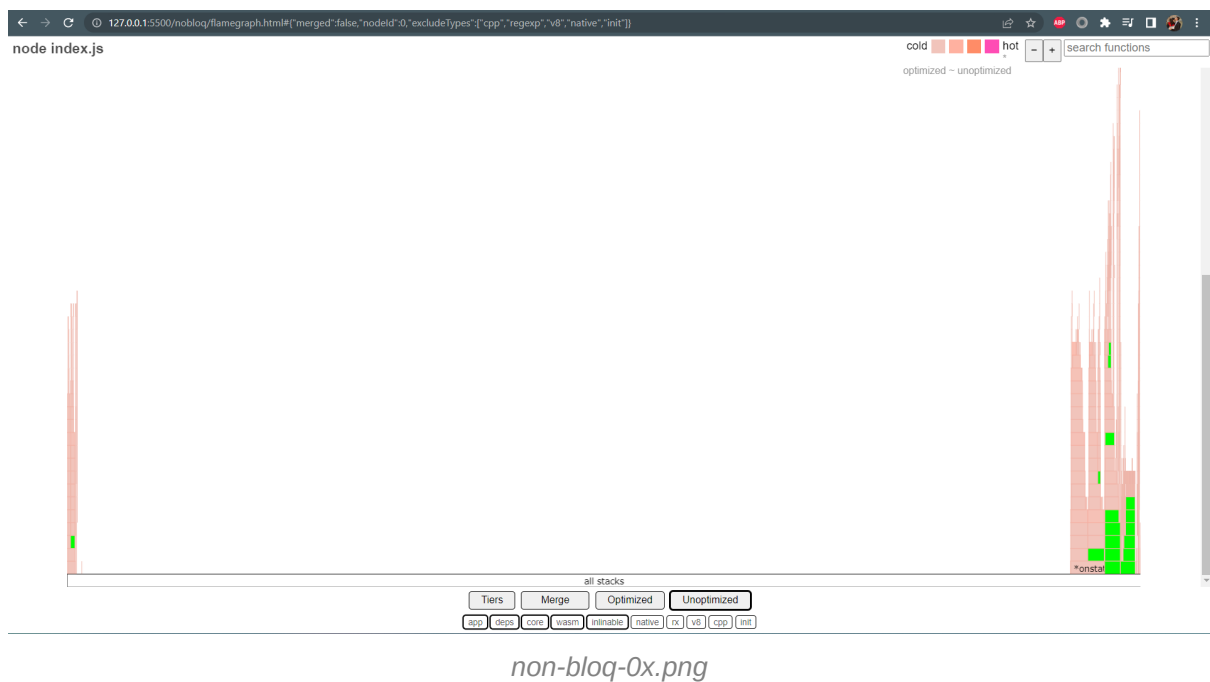 127.0.0.1:5500/nobloq/flamegraph.html#{"merged":false,"nodeId":0,"excludeTypes":["cpp","regexp","v8","native","init"]}
ABP
node index.js
cold hot - + search functions
*
optimized ~ unoptimized
*onstat
all stacks
Tiers Merge Optimized Unoptimized
app deps core wasm inlinable native rx v8 cpp init
non-bloq-0x.png